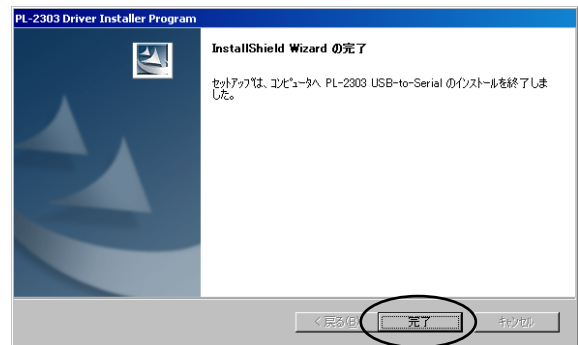 PL-2303 Driver Installer Program
InstallShield Wizard の完了
セットアップは、コンピュータへ PL-2303 USB-to-Serial のインストールを終了しま
した。
< 戻る(B)
完了
キャンセル